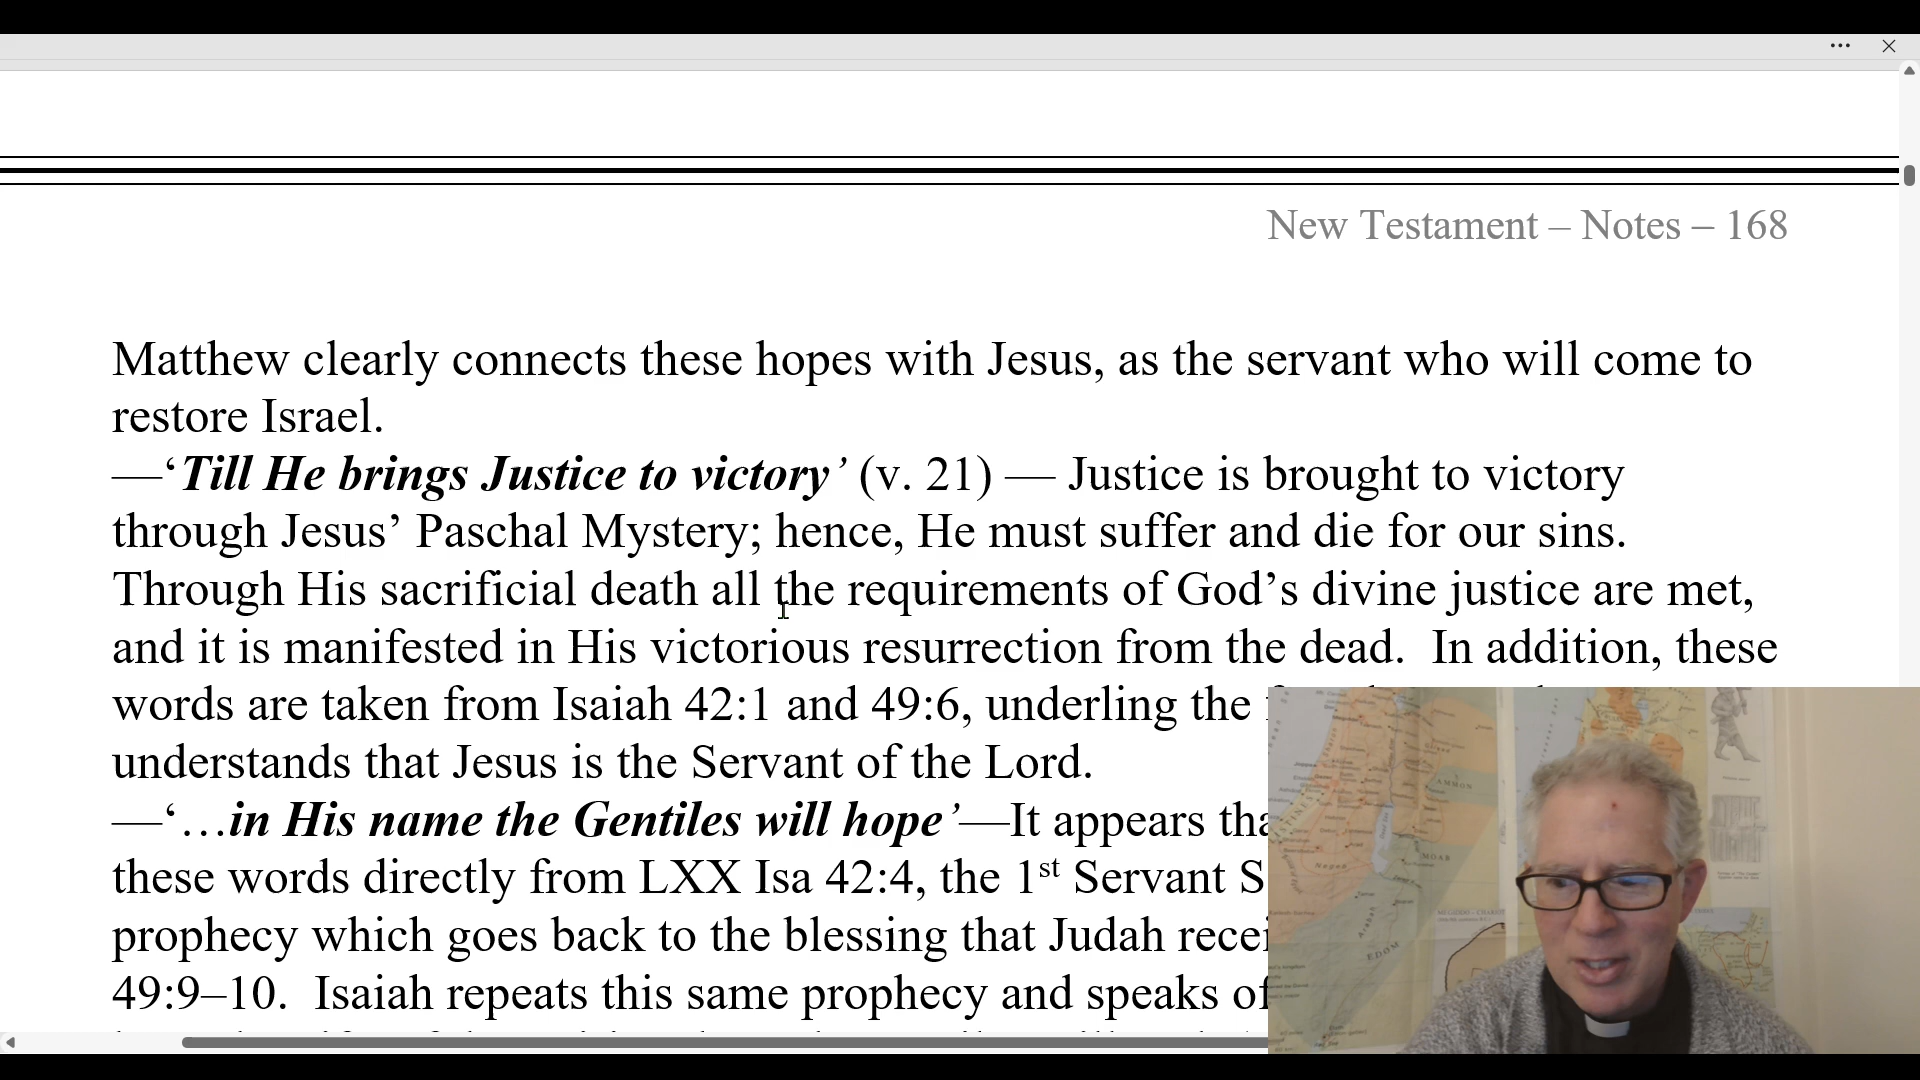 New Testament – Notes – 168
Matthew clearly connects these hopes with Jesus, as the servant who will come to
restore Israel.
—‘Till He brings Justice to victory’ (v. 21) — Justice is brought to victory
through Jesus’ Paschal Mystery; hence, He must suffer and die for our sins.
Through His sacrificial death all the requirements of God’s divine justice are met,
and it is manifested in His victorious resurrection from the dead.  In addition, these
words are taken from Isaiah 42:1 and 49:6, underling the
understands that Jesus is the Servant of the Lord.
—‘…in His name the Gentiles will hope’—It appears
these words directly from LXX Isa 42:4, the 1st Servant
prophecy which goes back to the blessing that Judah
49:9–10.  Isaiah repeats this same prophecy and speaks
AMMON
MOAB
EDOM